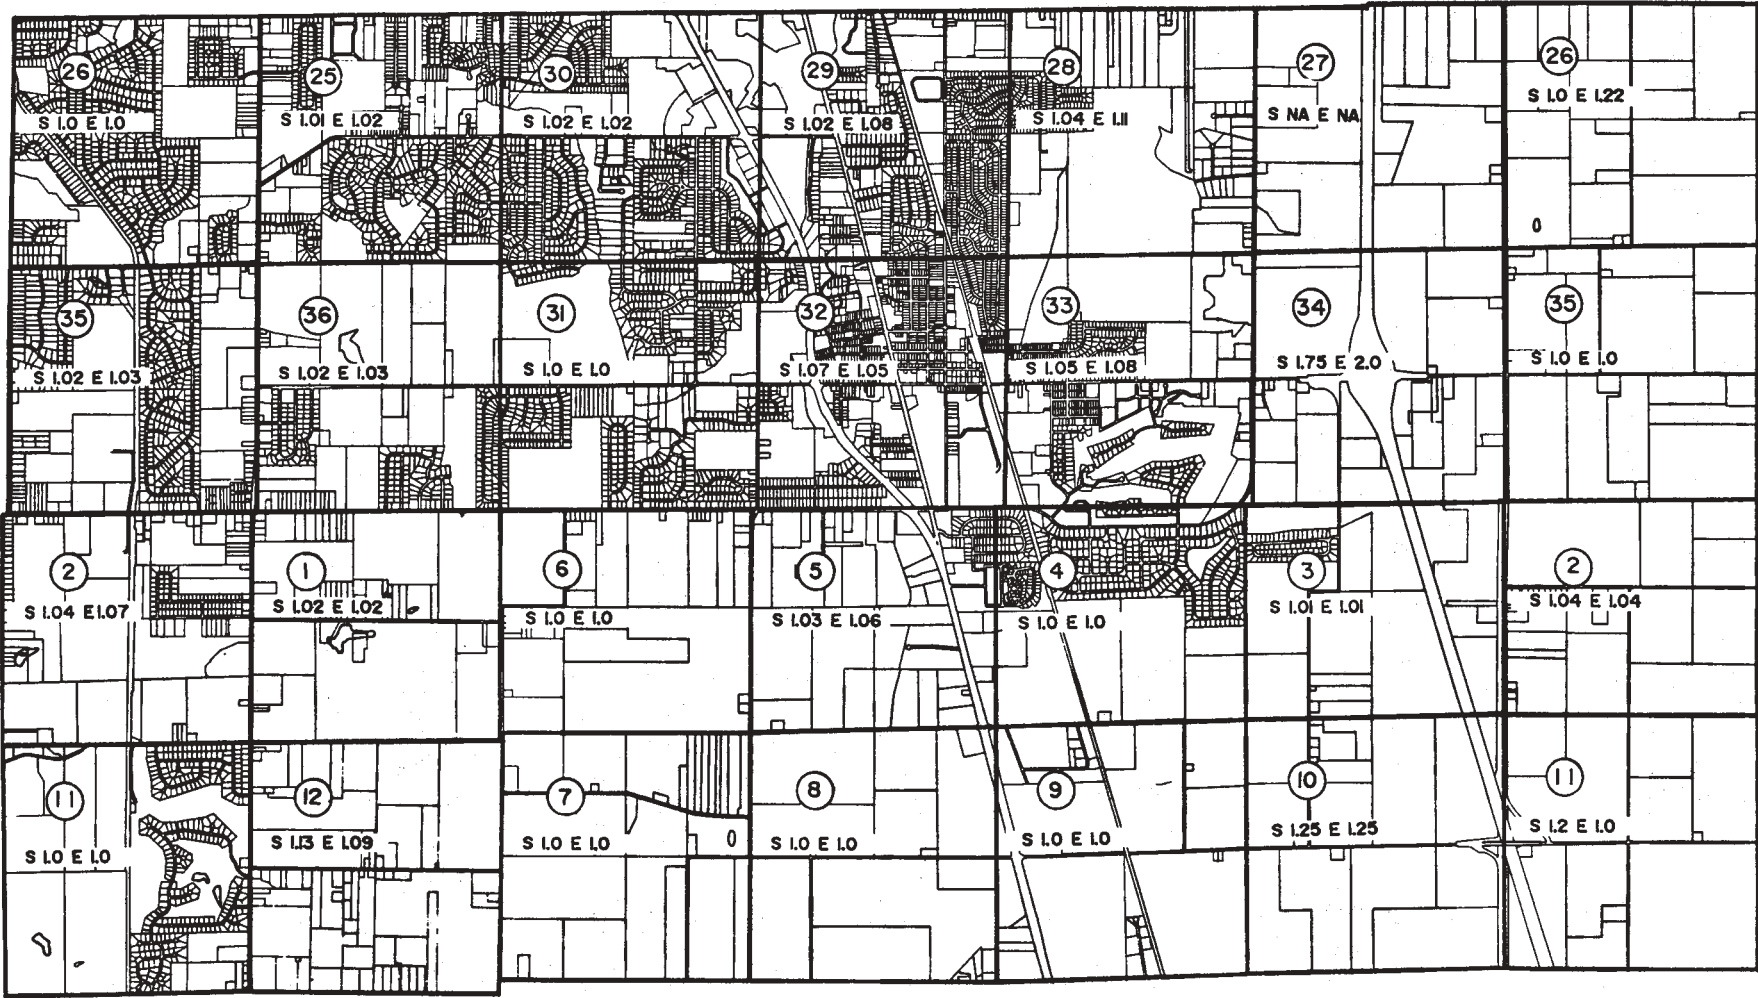 26
S 1.0 E 1.0
25
S 1.01 E 1.02
30
S 1.02 E 1.02
29
S 1.02 E 1.08
28
S 1.04 E 1.11
27
S NA E NA
26
S 1.0 E 1.22
35
S 1.02 E 1.03
36
S 1.02 E 1.03
31
S 1.0 E 1.0
32
S 1.07 E 1.05
33
S 1.05 E 1.08
34
S 1.75 E 2.0
35
S 1.0 E 1.0
2
S 1.04 E 1.07
1
S 1.02 E 1.02
6
S 1.0 E 1.0
5
S 1.03 E 1.06
4
S 1.0 E 1.0
3
S 1.01 E 1.01
2
S 1.04 E 1.04
11
S 1.0 E 1.0
12
S 1.13 E 1.09
7
S 1.0 E 1.0
8
S 1.0 E 1.0
9
S 1.0 E 1.0
10
S 1.25 E 1.25
11
S 1.2 E 1.0